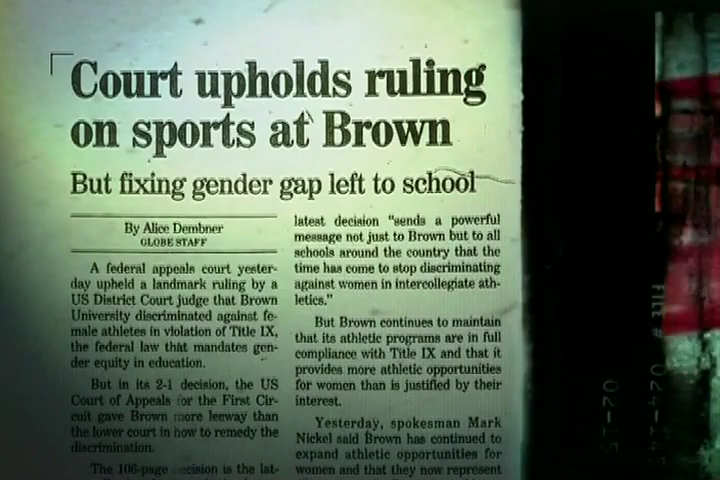 Court upholds ruling
on sports at Brown
But fixing gender gap left to school
By Alice Dembner
GLOBE STAFF
A federal appeals court yester-
day upheld a landmark ruling by a
US District Court judge that Brown
University discriminated against fe-
male athletes in violation of Title IX,
the federal law that mandates gen-
der equity in education.
But in its 2-1 decision, the US
Court of Appeals for the First Cir-
cuit gave Brown more leeway than
the lower court in how to remedy the
discrimination.
The 106-page decision is the lat-
latest decision "sends a powerful
message not just to Brown but to all
schools around the country that the
time has come to stop discriminating
against women in intercollegiate ath-
letics."
But Brown continues to maintain
that its athletic programs are in full
compliance with Title IX and that it
provides more athletic opportunities
for women than is justified by their
interest.
Yesterday, spokesman Mark
Nickel said Brown has continued to
expand athletic opportunities for
women and that they now represent
FILE #